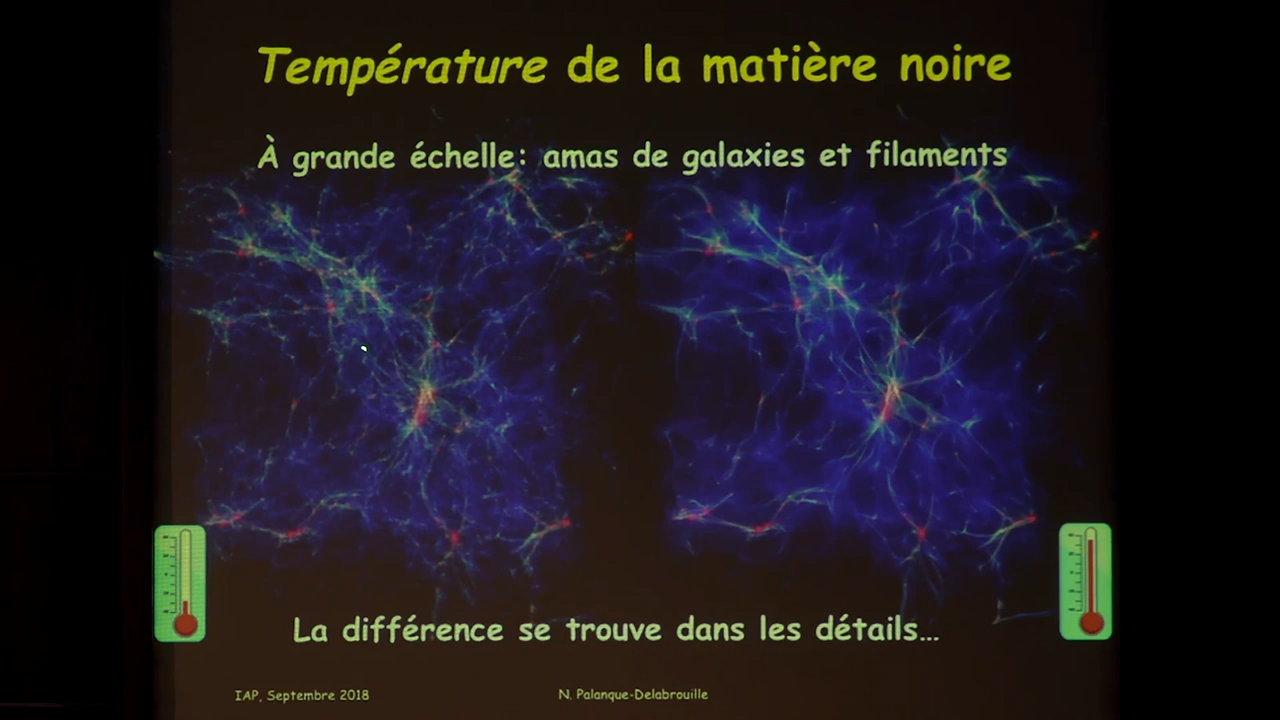 Température de la matière noire
À grande échelle: amas de galaxies et filaments
La différence se trouve dans les détails...
IAP, Septembre 2018
N. Palanque-Delabrouille